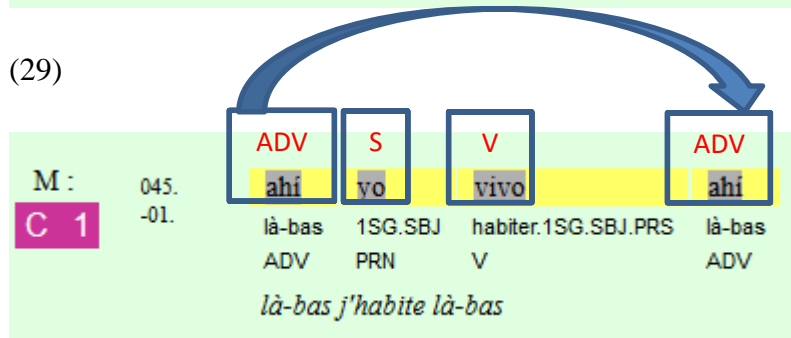 (29)
ADV S V ADV
M : 045. ahí yo vivo ahí
C 1 -01. là-bas 1SG.SBJ habiter.1SG.SBJ.PRS là-bas
ADV PRN V ADV
là-bas j'habite là-bas